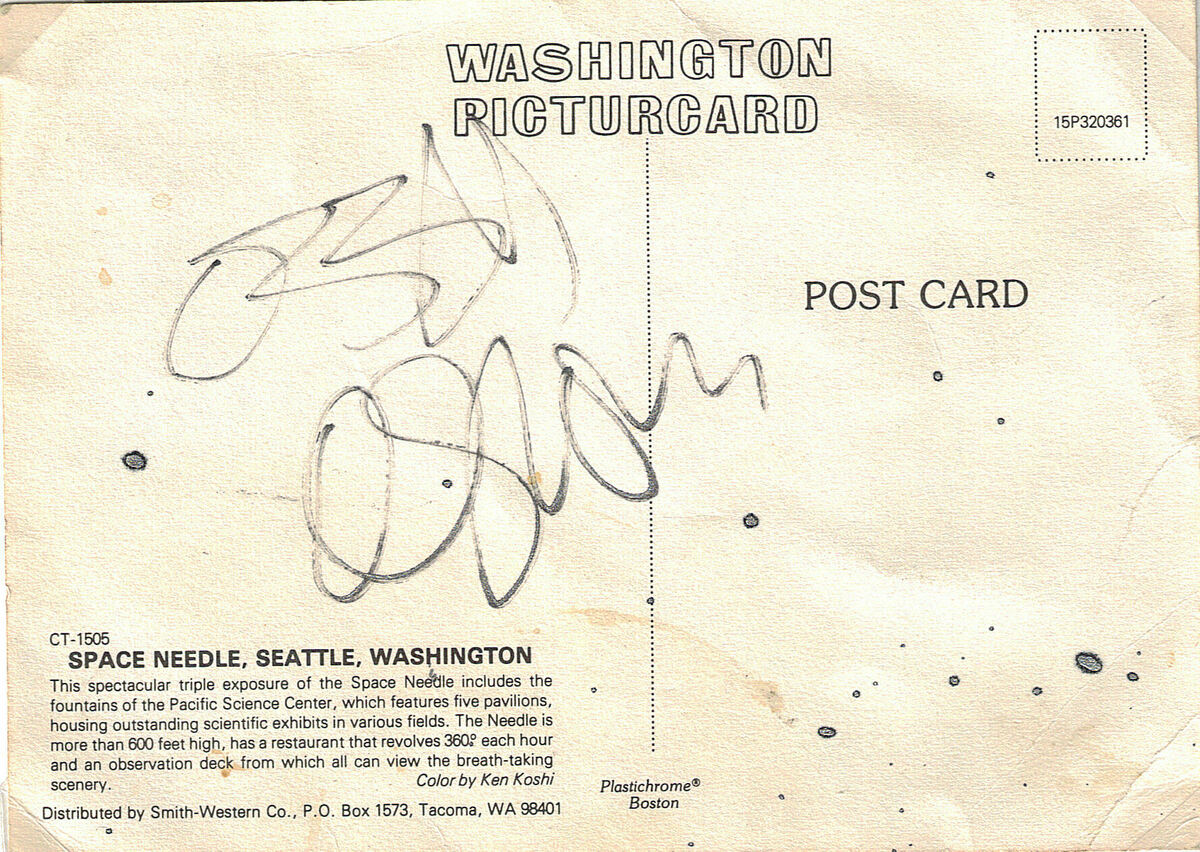 WASHINGTON
PICTURCARD
15P320361
POST CARD
CT-1505
SPACE NEEDLE, SEATTLE, WASHINGTON
This spectacular triple exposure of the Space Needle includes the
fountains of the Pacific Science Center, which features five pavilions,
housing outstanding scientific exhibits in various fields. The Needle is
more than 600 feet high, has a restaurant that revolves 360° each hour
and an observation deck from which all can view the breath-taking
scenery.
Color by Ken Koshi
Distributed by Smith-Western Co., P.O. Box 1573, Tacoma, WA 98401
Plastichrome®
Boston